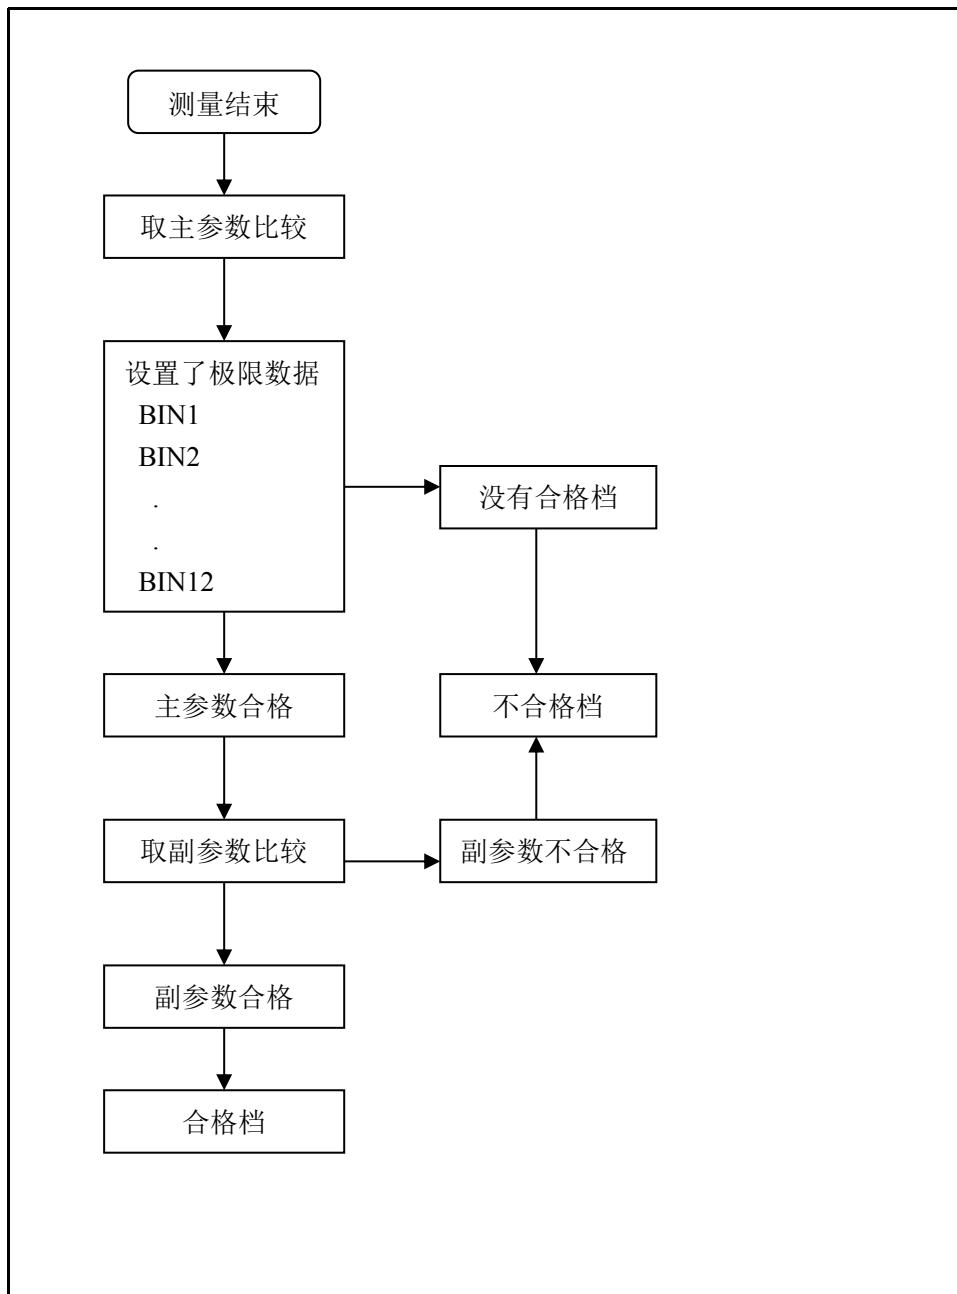 测量结束
取主参数比较
设置了极限数据
BIN1
BIN2
.
.
BIN12
没有合格档
主参数合格
不合格档
取副参数比较
副参数不合格
副参数合格
合格档